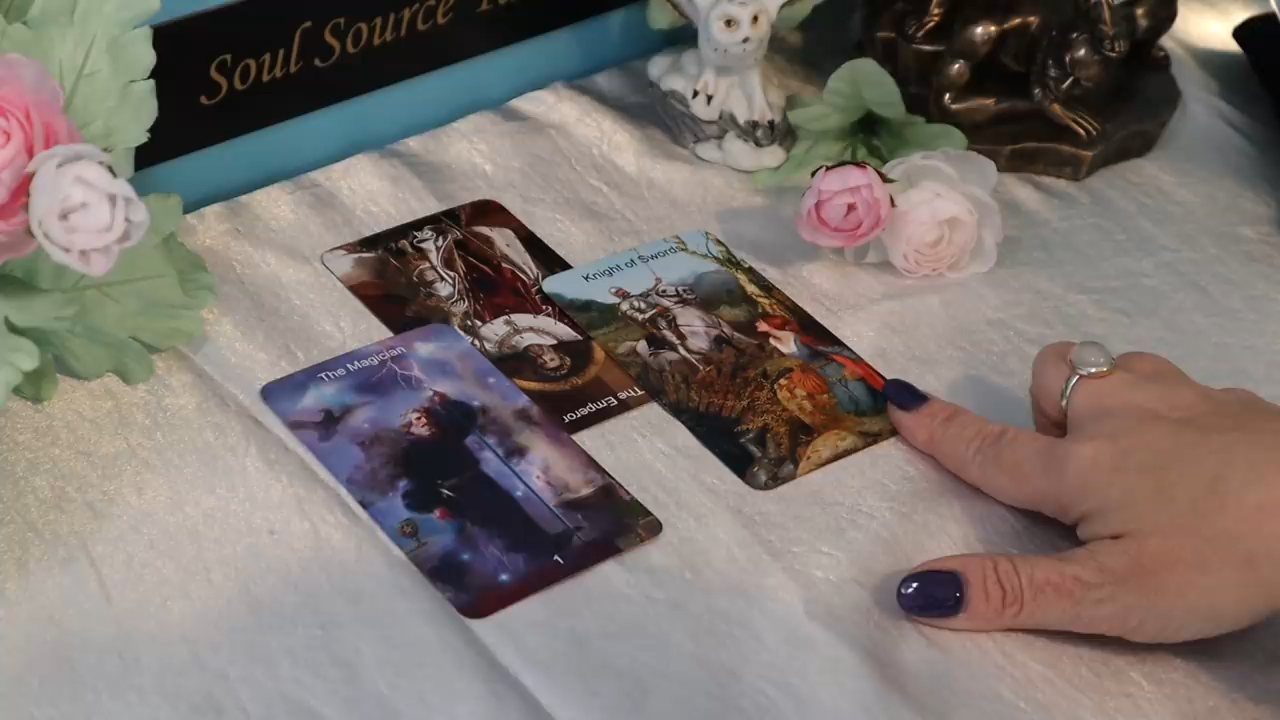 Soul Source
Knight of Swords
The Magician
The Emperor
1